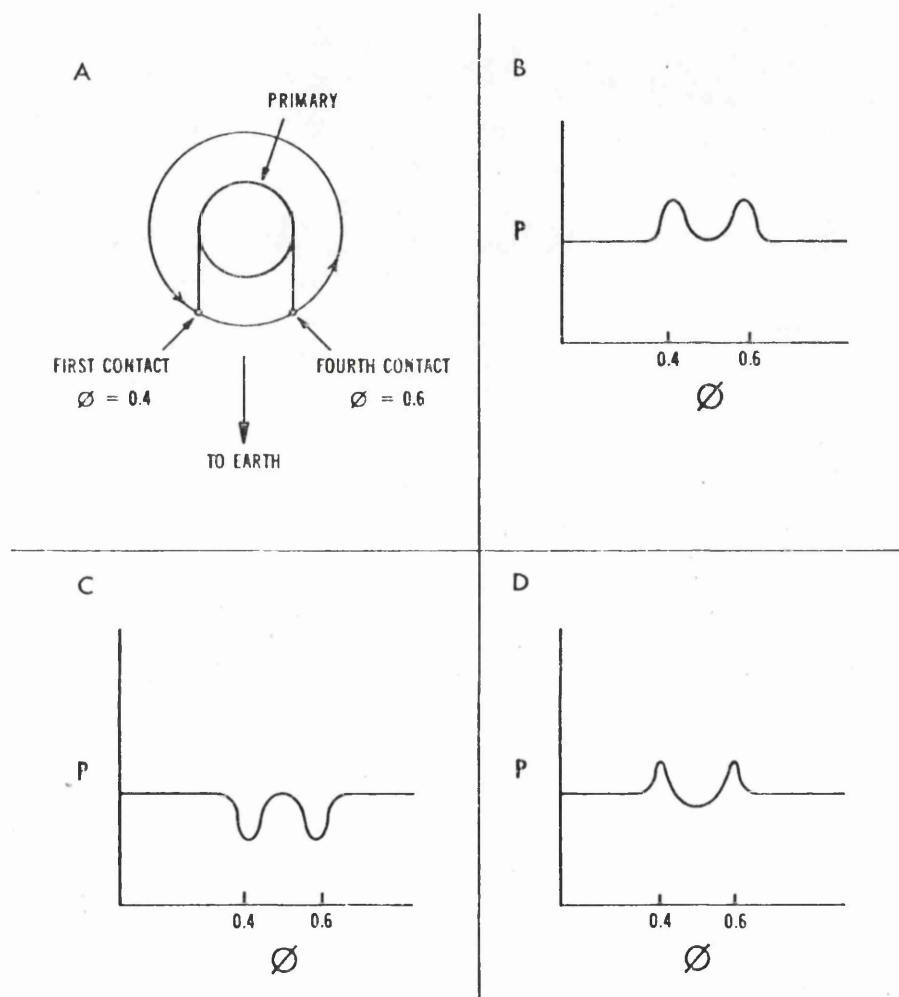 A
PRIMARY
FIRST CONTACT
Ø = 0.4
FOURTH CONTACT
Ø = 0.6
TO EARTH
B
P
0.4 0.6
Ø
C
P
0.4 0.6
Ø
D
P
0.4 0.6
Ø